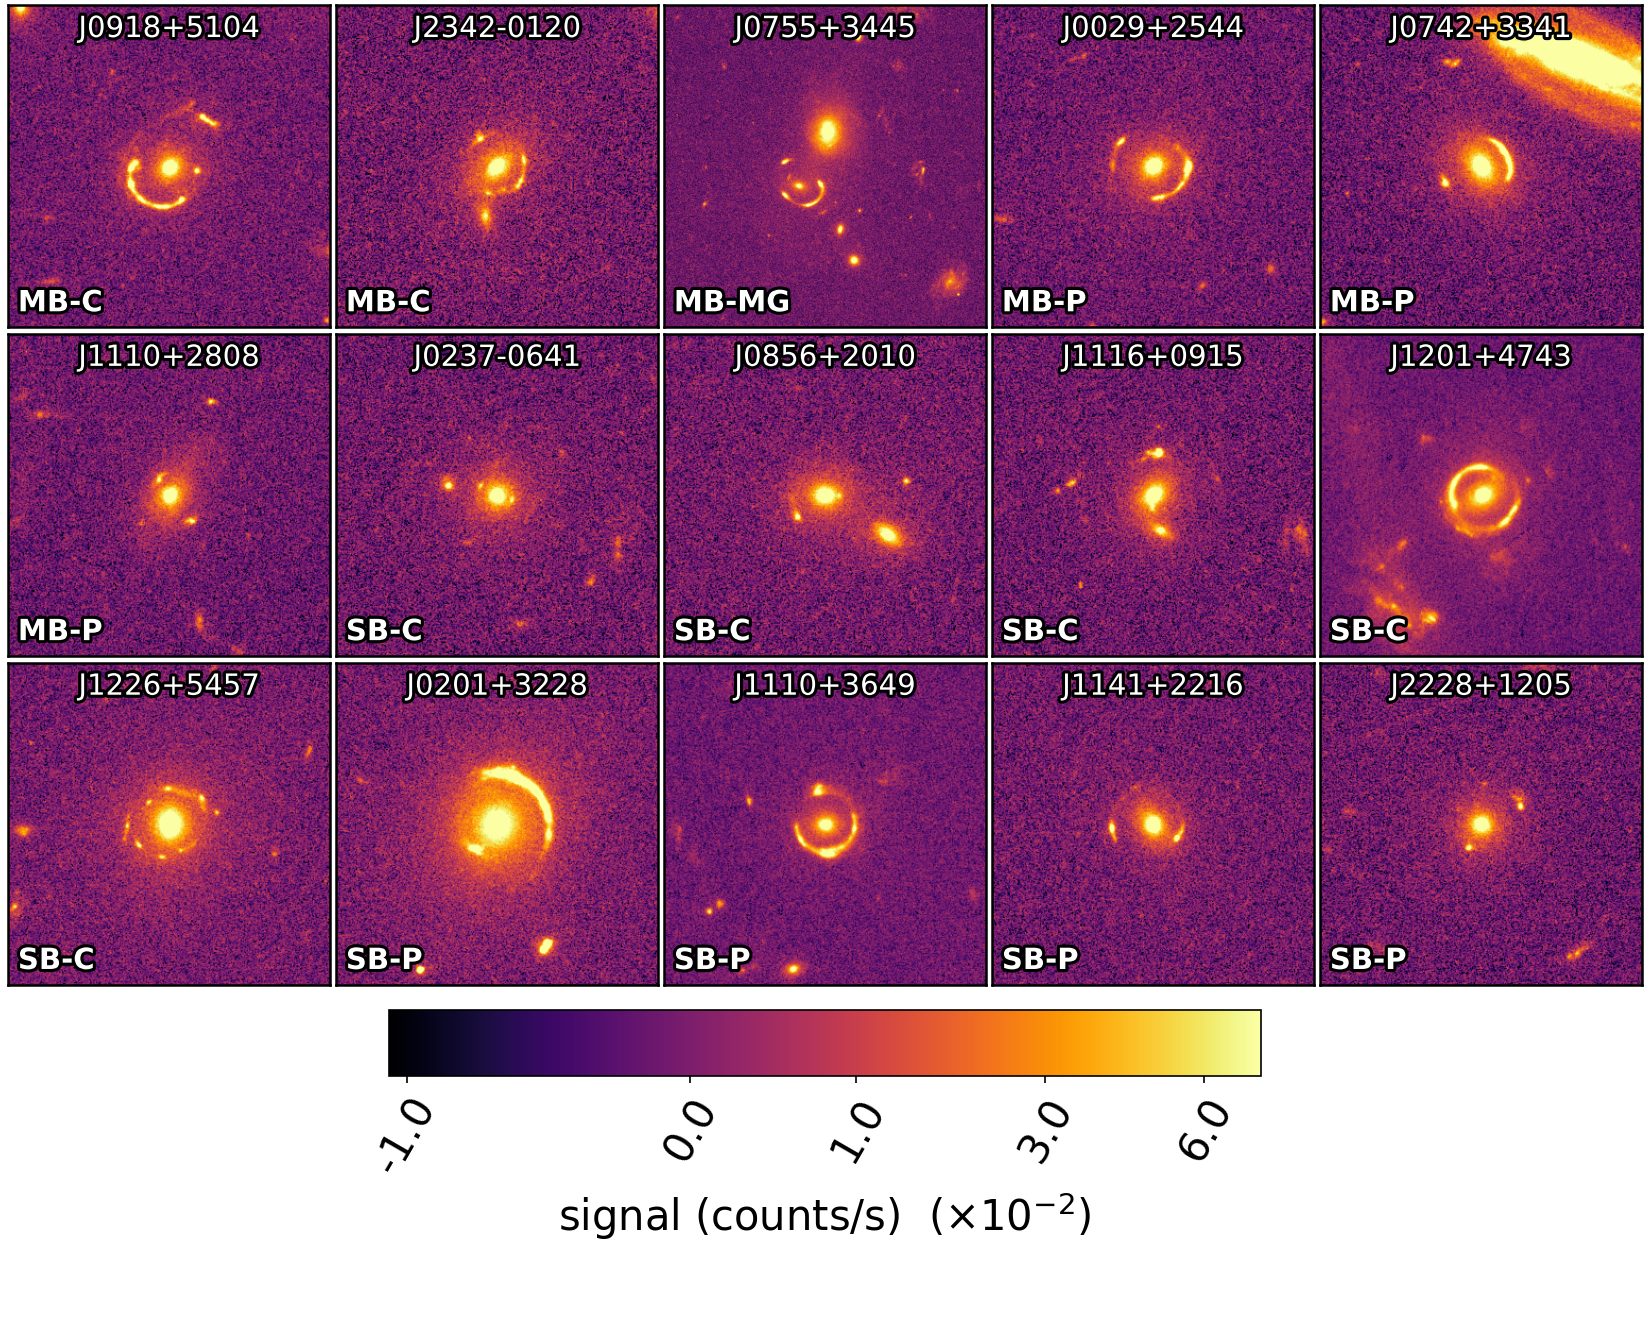 J0918+5104
J2342-0120
J0755+3445
J0029+2544
J0742+3341
MB-C
MB-C
MB-MG
MB-P
MB-P
J1110+2808
J0237-0641
J0856+2010
J1116+0915
J1201+4743
MB-P
SB-C
SB-C
SB-C
SB-C
J1226+5457
J0201+3228
J1110+3649
J1141+2216
J2228+1205
SB-C
SB-P
SB-P
SB-P
SB-P
-1.0
0.0
1.0
3.0
6.0
signal (counts/s) (×10⁻²)